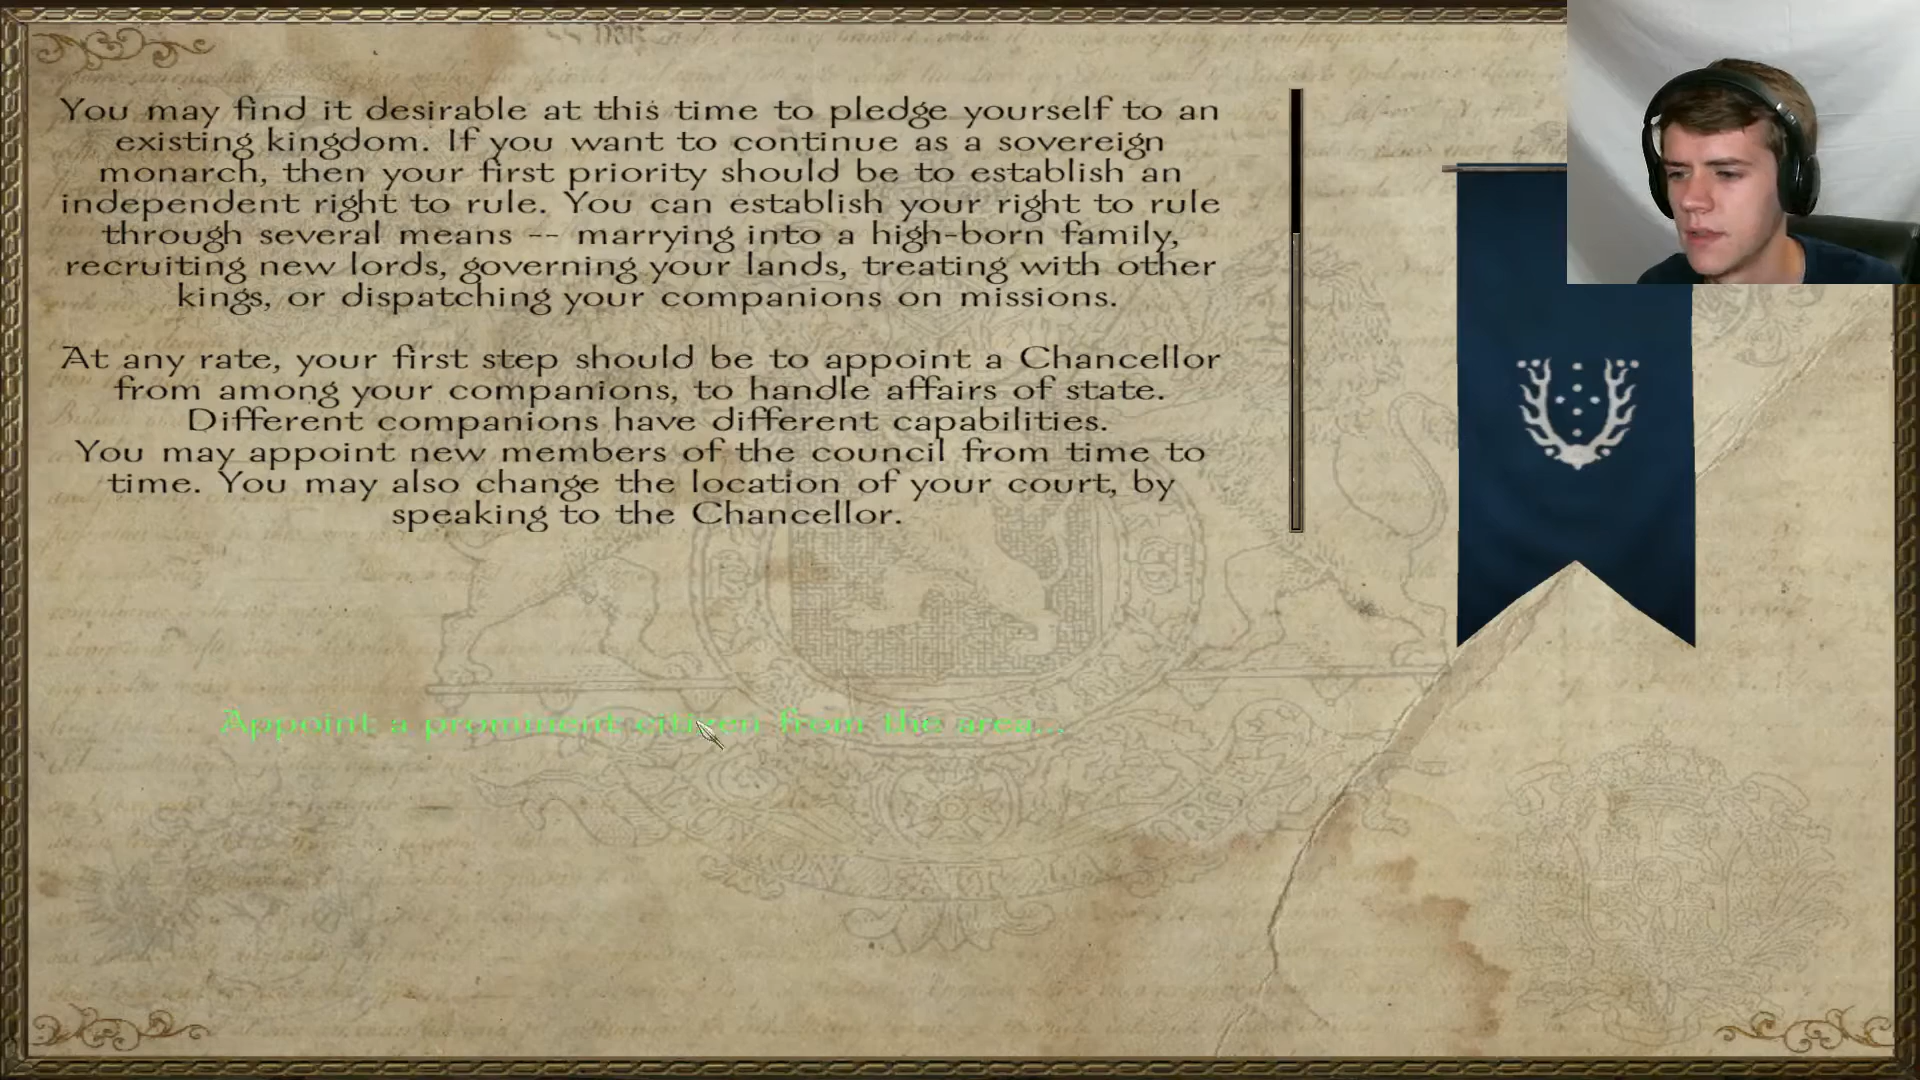 You may find it desirable at this time to pledge yourself to an
existing kingdom. If you want to continue as a sovereign
monarch, then your first priority should be to establish an
independent right to rule. You can establish your right to rule
through several means -- marrying into a high-born family,
recruiting new lords, governing your lands, treating with other
kings, or dispatching your companions on missions.
At any rate, your first step should be to appoint a Chancellor
from among your companions, to handle affairs of state.
Different companions have different capabilities.
You may appoint new members of the council from time to
time. You may also change the location of your court, by
speaking to the Chancellor.
Appoint a prominent citizen from the area...